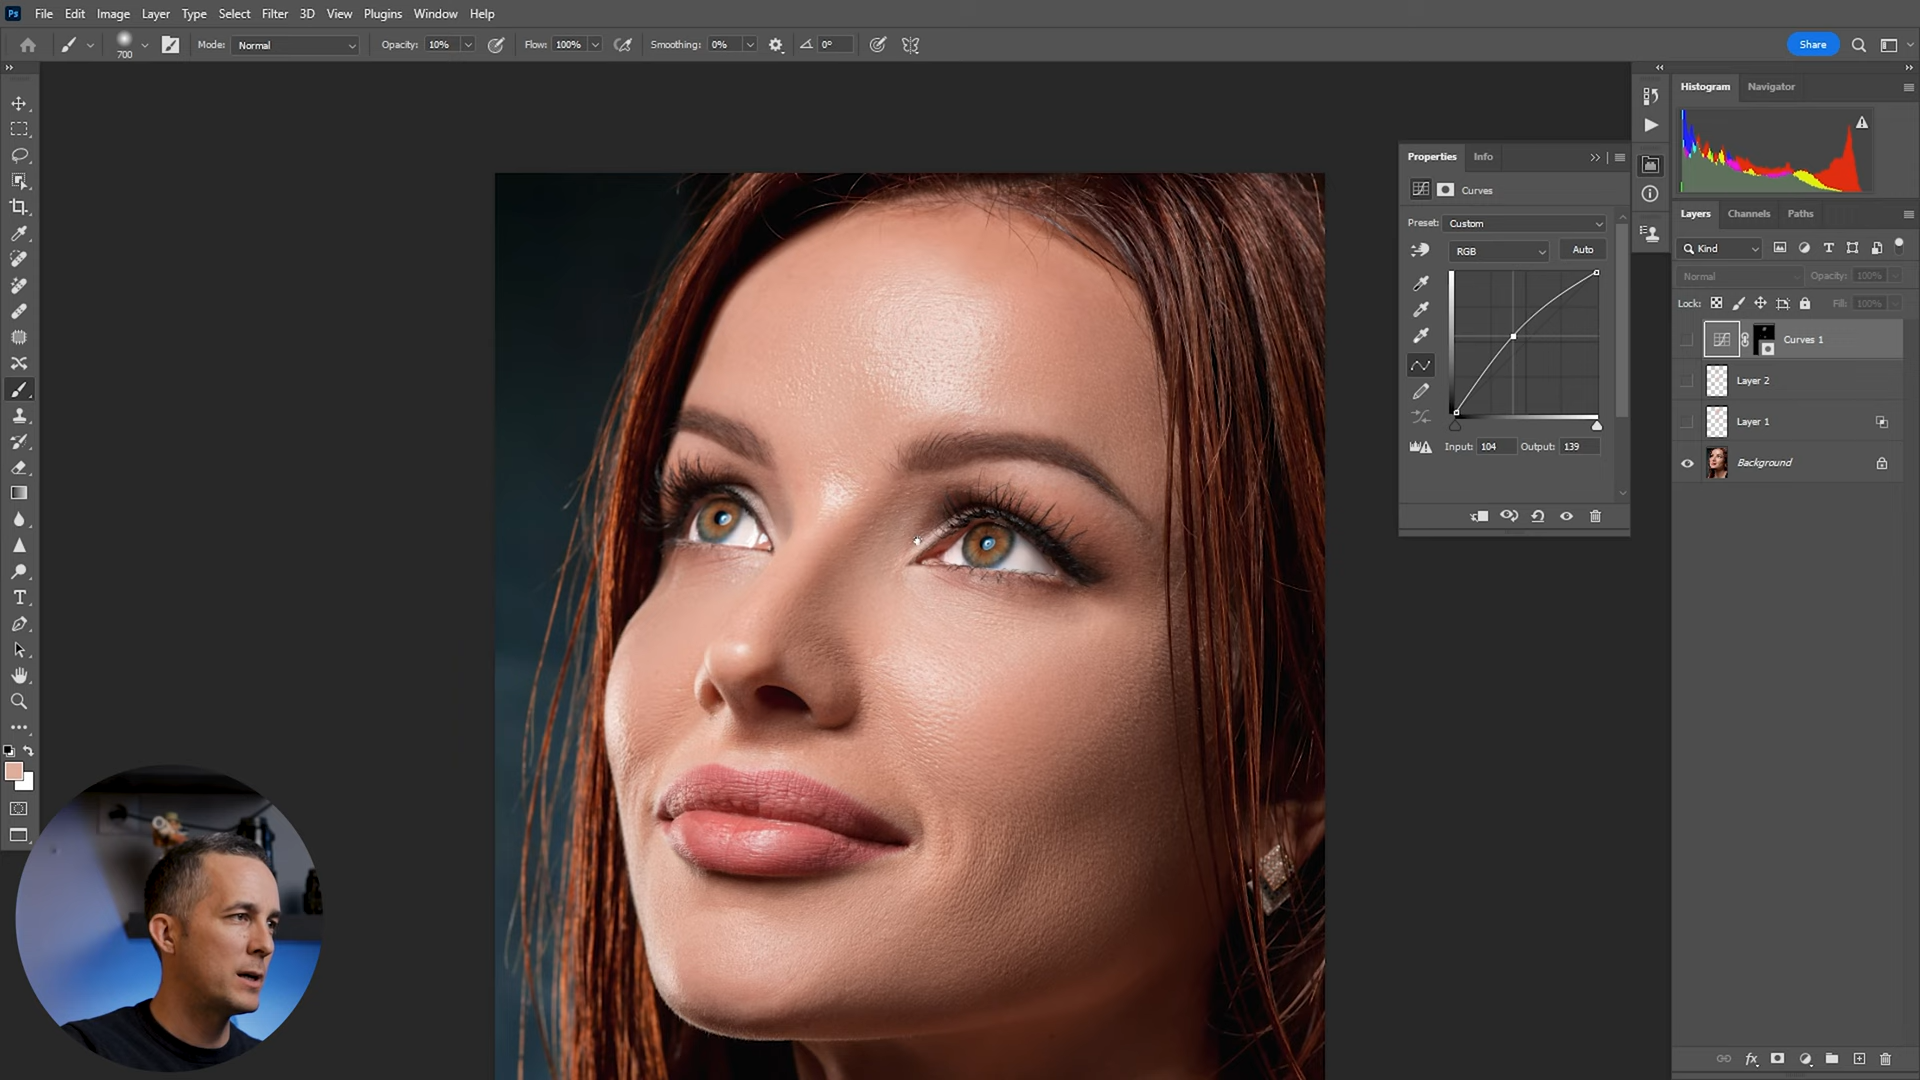 Ps File Edit Image Layer Type Select Filter 3D View Plugins Window Help
700 Mode: Normal Opacity: 10% Flow: 100% Smoothing: 0% 0° Share
Histogram Navigator
Properties Info
Curves
Preset: Custom
RGB Auto
Input: 104 Output: 139
Layers Channels Paths
Kind
Normal Opacity: 100%
Lock: Fill: 100%
Curves 1
Layer 2
Layer 1
Background